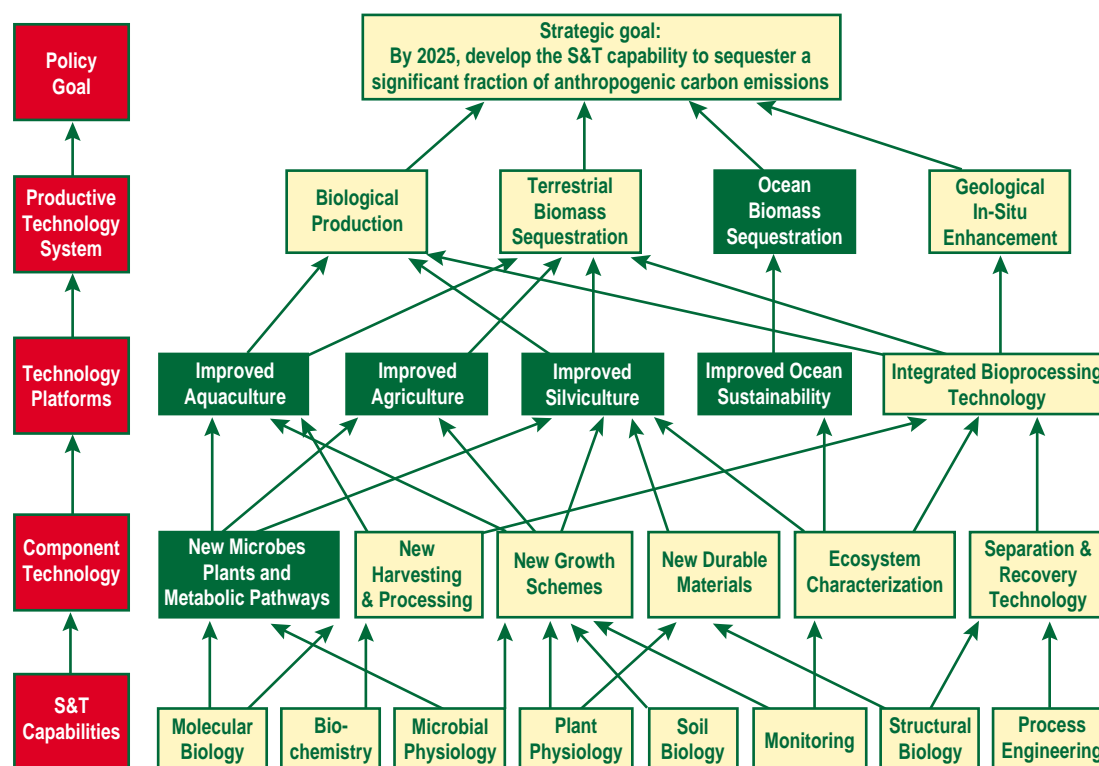 Policy
Goal
Strategic goal:
By 2025, develop the S&T capability to sequester a
significant fraction of anthropogenic carbon emissions
Productive
Technology
System
Biological
Production
Terrestrial
Biomass
Sequestration
Ocean
Biomass
Sequestration
Geological
In-Situ
Enhancement
Technology
Platforms
Improved
Aquaculture
Improved
Agriculture
Improved
Silviculture
Improved Ocean
Sustainability
Integrated Bioprocessing
Technology
Component
Technology
New Microbes
Plants and
Metabolic Pathways
New
Harvesting
& Processing
New Growth
Schemes
New Durable
Materials
Ecosystem
Characterization
Separation &
Recovery
Technology
S&T
Capabilities
Molecular
Biology
Bio-
chemistry
Microbial
Physiology
Plant
Physiology
Soil
Biology
Monitoring
Structural
Biology
Process
Engineering